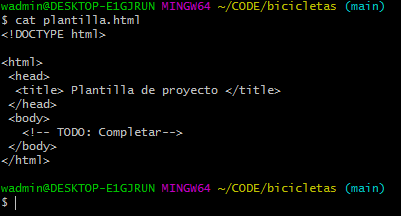 wadmin@DESKTOP-E1GJRUN MINGW64 ~/CODE/bicicletas (main)
$ cat plantilla.html
<!DOCTYPE html>

<html>
 <head>
  <title> Plantilla de proyecto </title>
 </head>
 <body>
   <!-- TODO: Completar-->
 </body>
</html>

wadmin@DESKTOP-E1GJRUN MINGW64 ~/CODE/bicicletas (main)
$